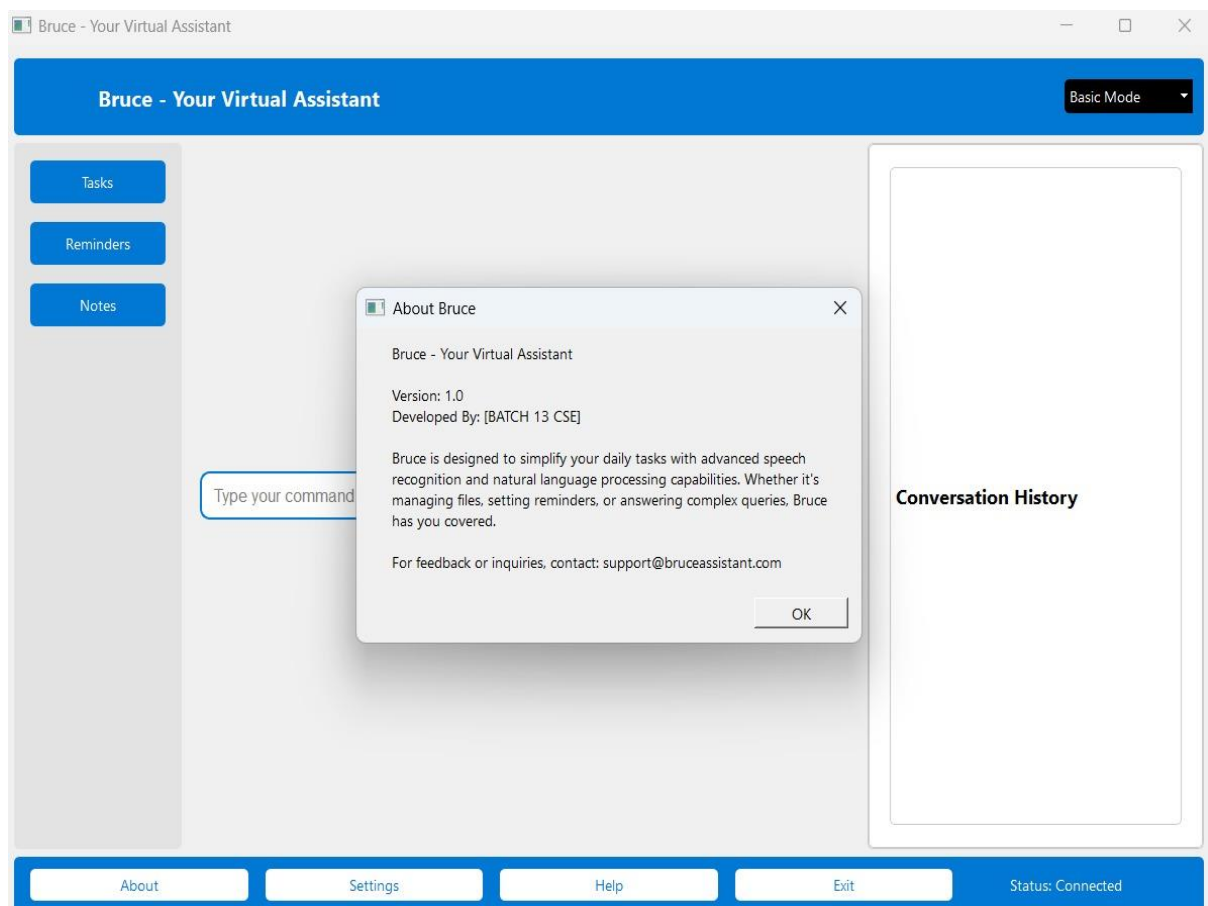 Bruce - Your Virtual Assistant
Bruce - Your Virtual Assistant
Basic Mode
Tasks
Reminders
Notes
About Bruce
Bruce - Your Virtual Assistant
Version: 1.0
Developed By: [BATCH 13 CSE]
Bruce is designed to simplify your daily tasks with advanced speech
recognition and natural language processing capabilities. Whether it's
managing files, setting reminders, or answering complex queries, Bruce
has you covered.
For feedback or inquiries, contact: support@bruceassistant.com
OK
Type your command
Conversation History
About
Settings
Help
Exit
Status: Connected